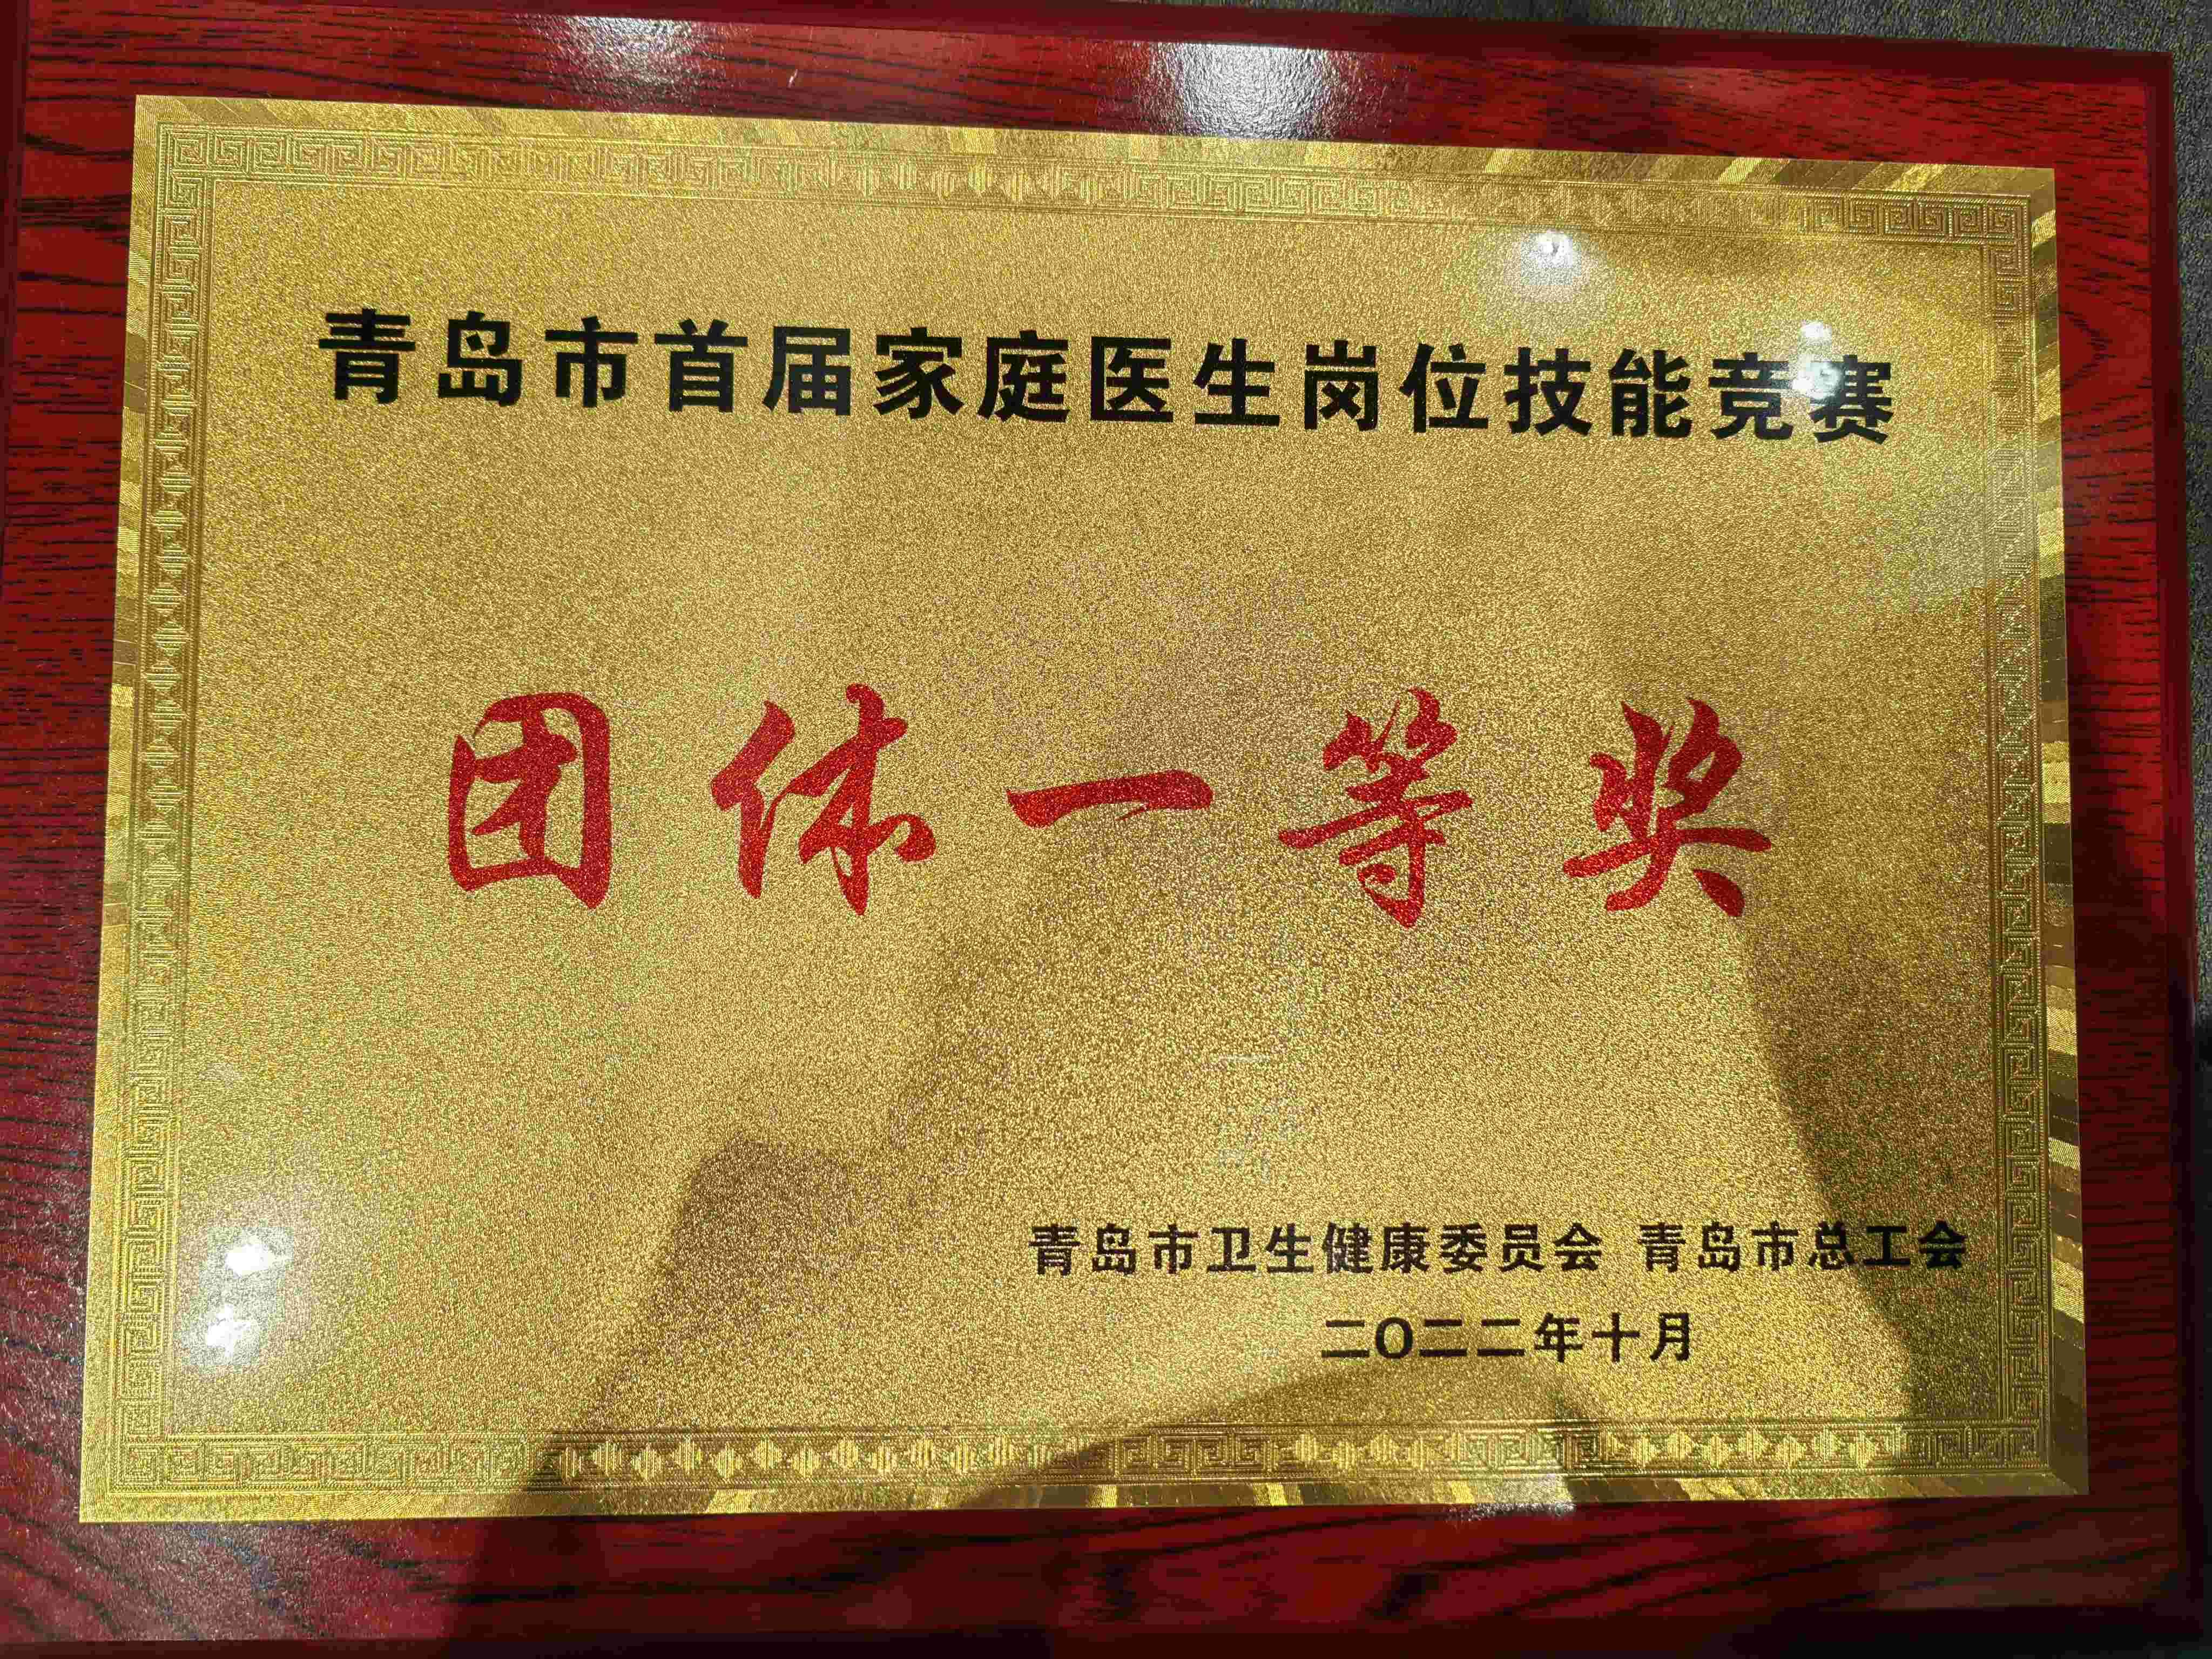 青岛市首届家庭医生岗位技能竞赛
团体一等奖
青岛市卫生健康委员会 青岛市总工会
二〇二二年十月